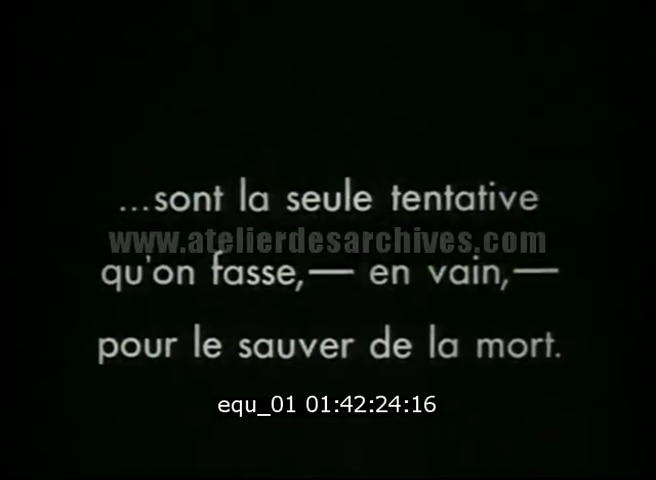 ...sont la seule tentative
www.atelierdesarchives.com
qu'on fasse,— en vain,—
pour le sauver de la mort.
equ_01 01:42:24:16